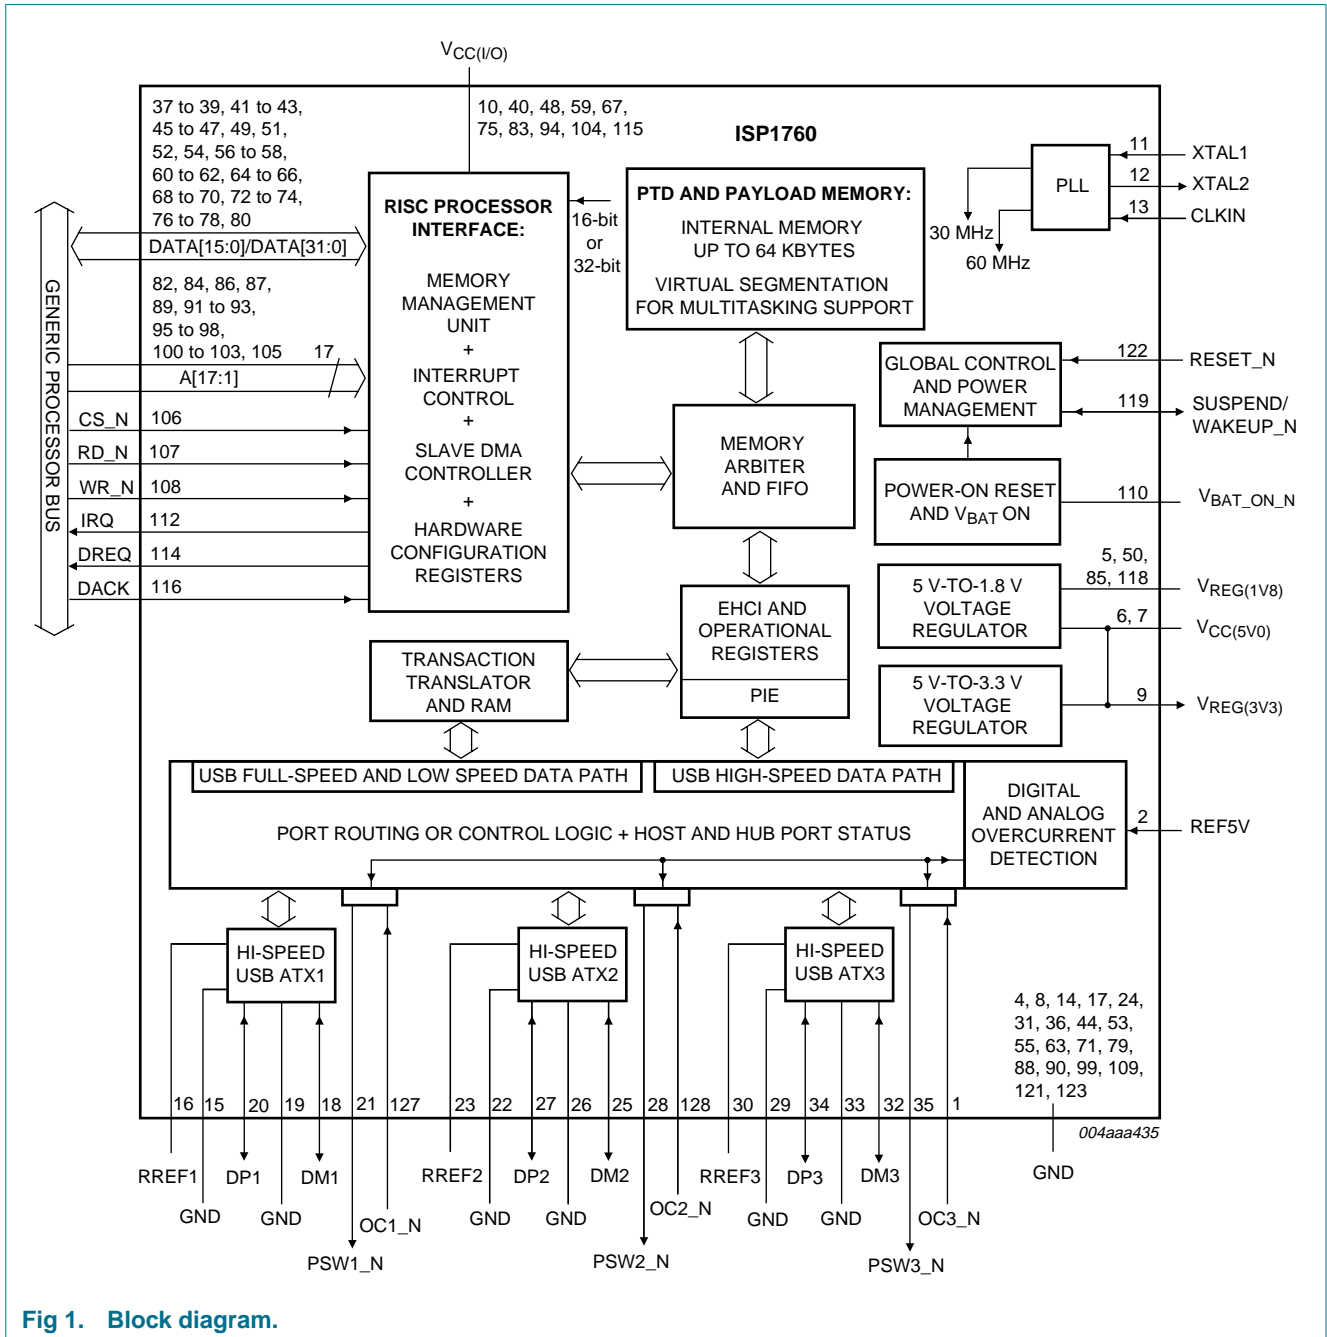 VCC(I/O)
37 to 39, 41 to 43,
45 to 47, 49, 51,
52, 54, 56 to 58,
60 to 62, 64 to 66,
68 to 70, 72 to 74,
76 to 78, 80
DATA[15:0]/DATA[31:0]
10, 40, 48, 59, 67,
75, 83, 94, 104, 115
ISP1760
GENERIC PROCESSOR BUS
82, 84, 86, 87,
89, 91 to 93,
95 to 98,
100 to 103, 105
17
A[17:1]
CS_N 106
RD_N 107
WR_N 108
IRQ 112
DREQ 114
DACK 116
RISC PROCESSOR
INTERFACE:
MEMORY
MANAGEMENT
UNIT
+
INTERRUPT
CONTROL
+
SLAVE DMA
CONTROLLER
+
HARDWARE
CONFIGURATION
REGISTERS
16-bit
or
32-bit
PTD AND PAYLOAD MEMORY:
INTERNAL MEMORY
UP TO 64 KBYTES
VIRTUAL SEGMENTATION
FOR MULTITASKING SUPPORT
PLL
30 MHz
60 MHz
11 XTAL1
12 XTAL2
13 CLKIN
MEMORY
ARBITER
AND FIFO
GLOBAL CONTROL
AND POWER
MANAGEMENT
122 RESET_N
119 SUSPEND/
WAKEUP_N
POWER-ON RESET
AND VBAT ON
110 VBAT_ON_N
EHCI AND
OPERATIONAL
REGISTERS
PIE
5 V-TO-1.8 V
VOLTAGE
REGULATOR
5, 50,
85, 118 VREG(1V8)
6, 7 VCC(5V0)
5 V-TO-3.3 V
VOLTAGE
REGULATOR
9 VREG(3V3)
TRANSACTION
TRANSLATOR
AND RAM
USB FULL-SPEED AND LOW SPEED DATA PATH
USB HIGH-SPEED DATA PATH
PORT ROUTING OR CONTROL LOGIC + HOST AND HUB PORT STATUS
DIGITAL
AND ANALOG
OVERCURRENT
DETECTION
2 REF5V
HI-SPEED
USB ATX1
HI-SPEED
USB ATX2
HI-SPEED
USB ATX3
4, 8, 14, 17, 24,
31, 36, 44, 53,
55, 63, 71, 79,
88, 90, 99, 109,
121, 123
16 15 20 19 18 21 127 23 22 27 26 25 28 128 30 29 34 33 32 35 1
004aaa435
RREF1 DP1 DM1 RREF2 DP2 DM2 RREF3 DP3 DM3 GND
GND GND OC1_N GND GND OC2_N GND GND OC3_N
PSW1_N PSW2_N PSW3_N
Fig 1. Block diagram.